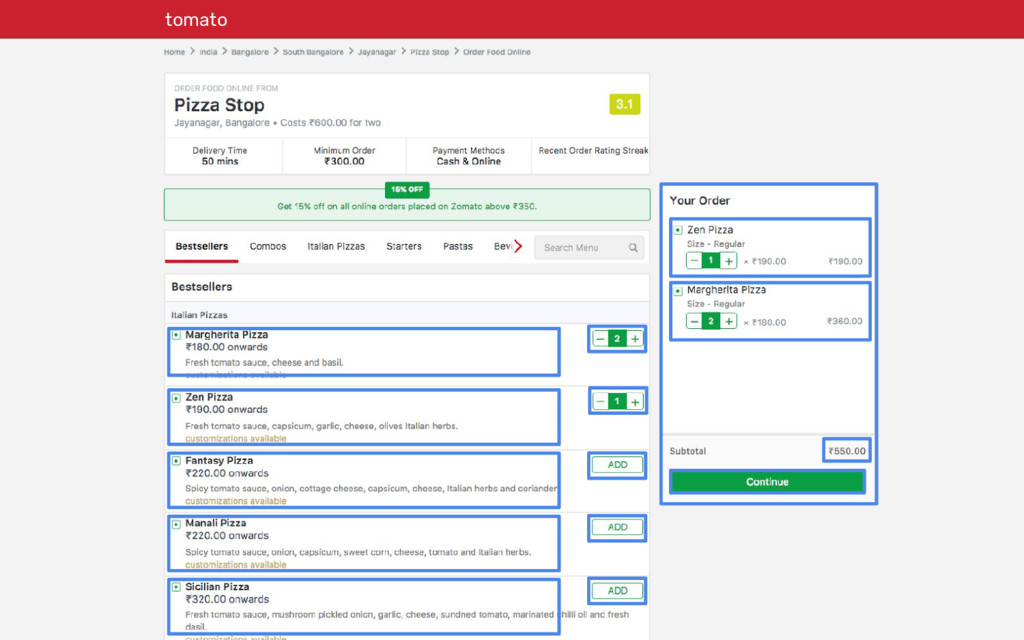 tomato
Home > India > Bangalore > South Bangalore > Jayanagar > Pizza Stop > Order Food Online
ORDER FOOD ONLINE FROM
Pizza Stop
3.1
Jayanagar, Bangalore • Costs ₹600.00 for two
Delivery Time
50 mins
Minimum Order
₹300.00
Payment Methods
Cash & Online
Recent Order Rating Streak
15% OFF
Get 15% off on all online orders placed on Zomato above ₹350.
Bestsellers Combos Italian Pizzas Starters Pastas Bev Search Menu
Bestsellers
Italian Pizzas
Margherita Pizza
₹180.00 onwards
Fresh tomato sauce, cheese and basil.
customizations available
− 2 +
Zen Pizza
₹190.00 onwards
Fresh tomato sauce, capsicum, garlic, cheese, olives Italian herbs.
customizations available
− 1 +
Fantasy Pizza
₹220.00 onwards
Spicy tomato sauce, onion, cottage cheese, capsicum, cheese, Italian herbs and coriander
customizations available
ADD
Manali Pizza
₹220.00 onwards
Spicy tomato sauce, onion, capsicum, sweet corn, cheese, tomato and Italian herbs.
customizations available
ADD
Sicilian Pizza
₹320.00 onwards
Fresh tomato sauce, mushroom pickled onion, garlic, cheese, sundned tomato, marinated hilli oil and fresh
dasil.
customizations available
ADD
Your Order
Zen Pizza
Size - Regular
− 1 + × ₹190.00 ₹190.00
Margherita Pizza
Size - Regular
− 2 + × ₹180.00 ₹360.00
Subtotal ₹550.00
Continue